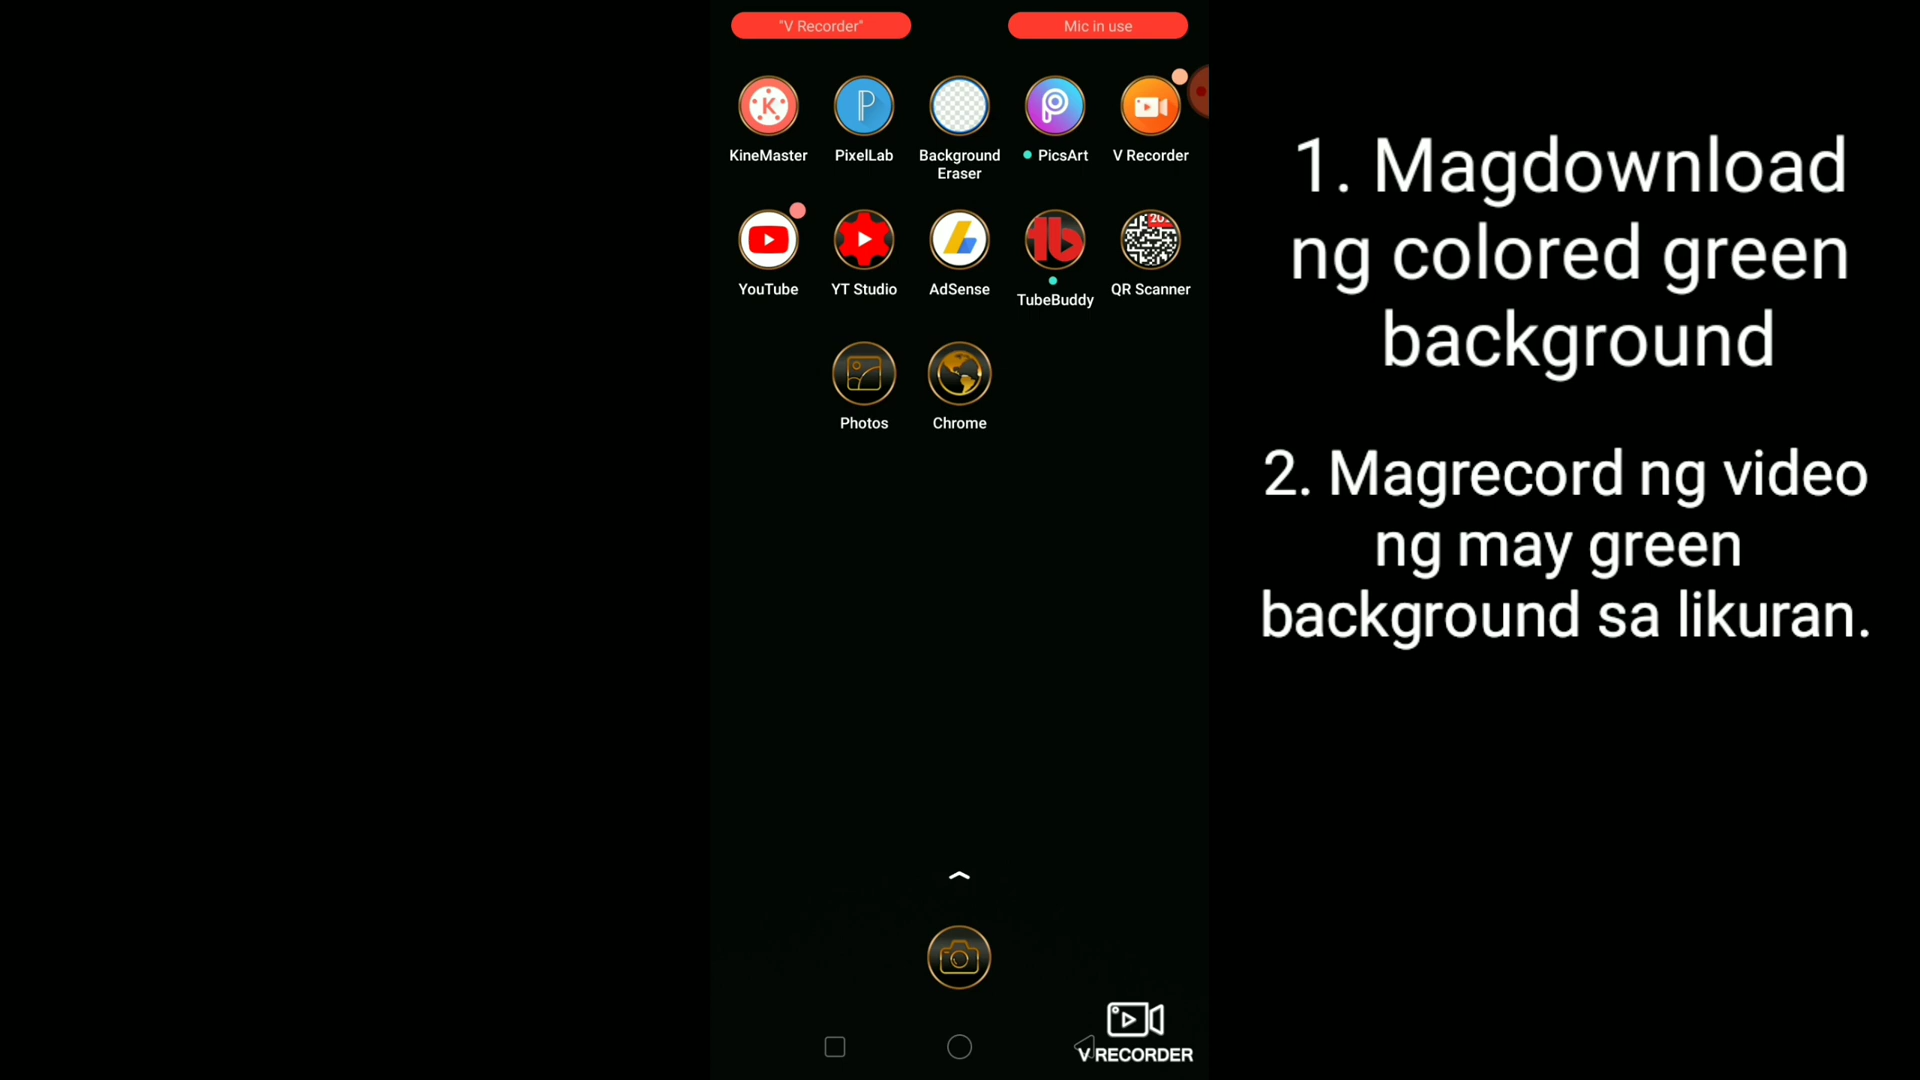 "V Recorder"
Mic in use
KineMaster
PixelLab
Background
Eraser
PicsArt
V Recorder
YouTube
YT Studio
AdSense
TubeBuddy
QR Scanner
Photos
Chrome
V RECORDER
1. Magdownload
ng colored green
background
2. Magrecord ng video
ng may green
background sa likuran.